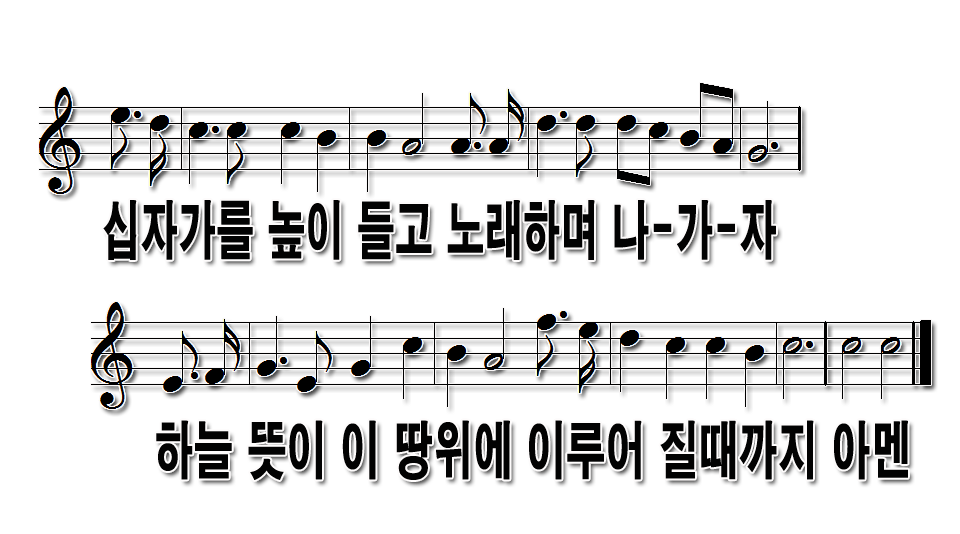 십자가를 높이 들고 노래하며 나-가-자
하늘 뜻이 이 땅위에 이루어 질때까지 아멘